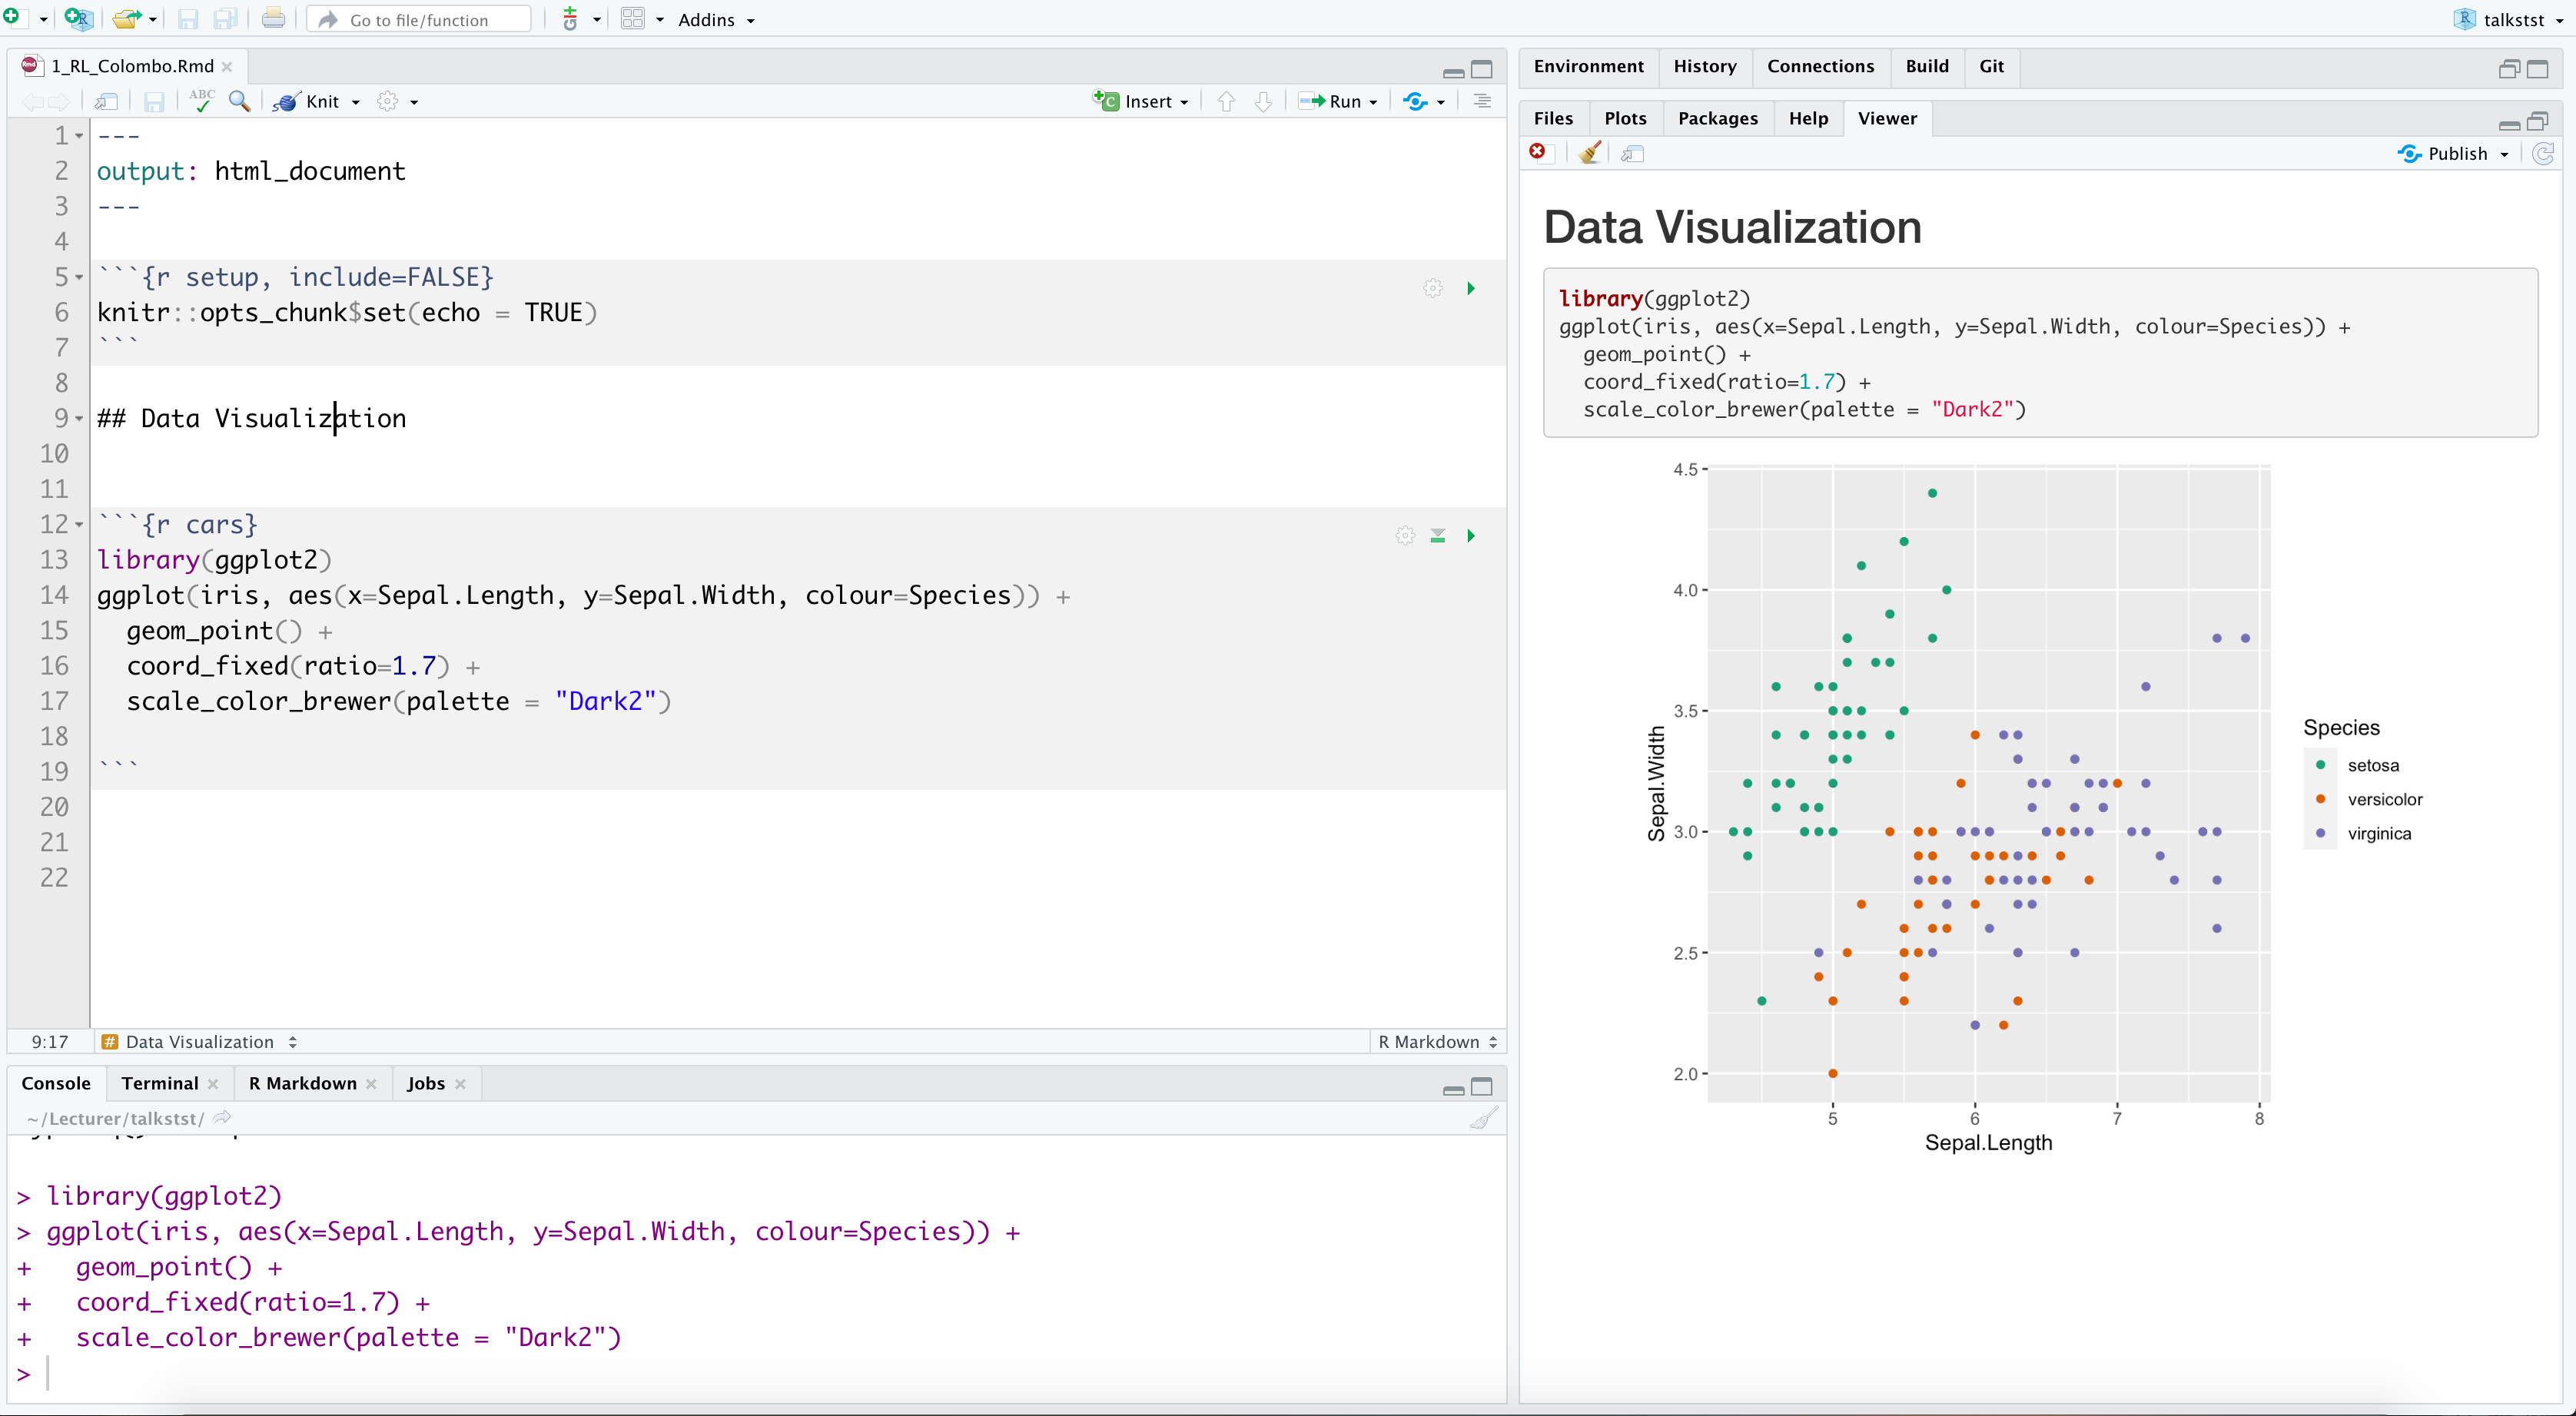 Go to file/function
Addins
talkstst
1_RL_Colombo.Rmd
ABC
Knit
Insert
Run
1 ---
2 output: html_document
3 ---
4
5 ```{r setup, include=FALSE}
6 knitr::opts_chunk$set(echo = TRUE)
7 ```
8
9 ## Data Visualization
10
11
12 ```{r cars}
13 library(ggplot2)
14 ggplot(iris, aes(x=Sepal.Length, y=Sepal.Width, colour=Species)) +
15   geom_point() +
16   coord_fixed(ratio=1.7) +
17   scale_color_brewer(palette = "Dark2")
18
19 ```
20
21
22
9:17 # Data Visualization R Markdown
Console Terminal R Markdown Jobs
~/Lecturer/talkstst/
> library(ggplot2)
> ggplot(iris, aes(x=Sepal.Length, y=Sepal.Width, colour=Species)) +
+   geom_point() +
+   coord_fixed(ratio=1.7) +
+   scale_color_brewer(palette = "Dark2")
>
Environment History Connections Build Git
Files Plots Packages Help Viewer
Publish
Data Visualization
library(ggplot2)
ggplot(iris, aes(x=Sepal.Length, y=Sepal.Width, colour=Species)) +
  geom_point() +
  coord_fixed(ratio=1.7) +
  scale_color_brewer(palette = "Dark2")
4.5
4.0
3.5
3.0
2.5
2.0
Sepal.Width
5 6 7 8
Sepal.Length
Species
setosa
versicolor
virginica